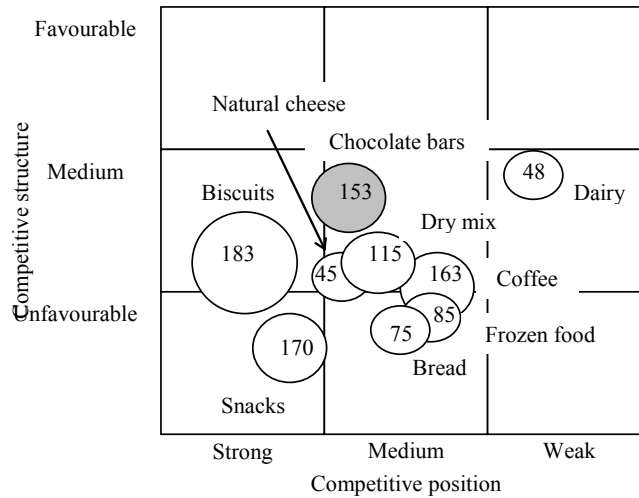 Favourable
Natural cheese
Chocolate bars
Medium
48
Biscuits
153
Dairy
Dry mix
183
115
45
163
Coffee
Unfavourable
85
75
Frozen food
170
Bread
Snacks
Strong
Medium
Weak
Competitive position
Competitive structure